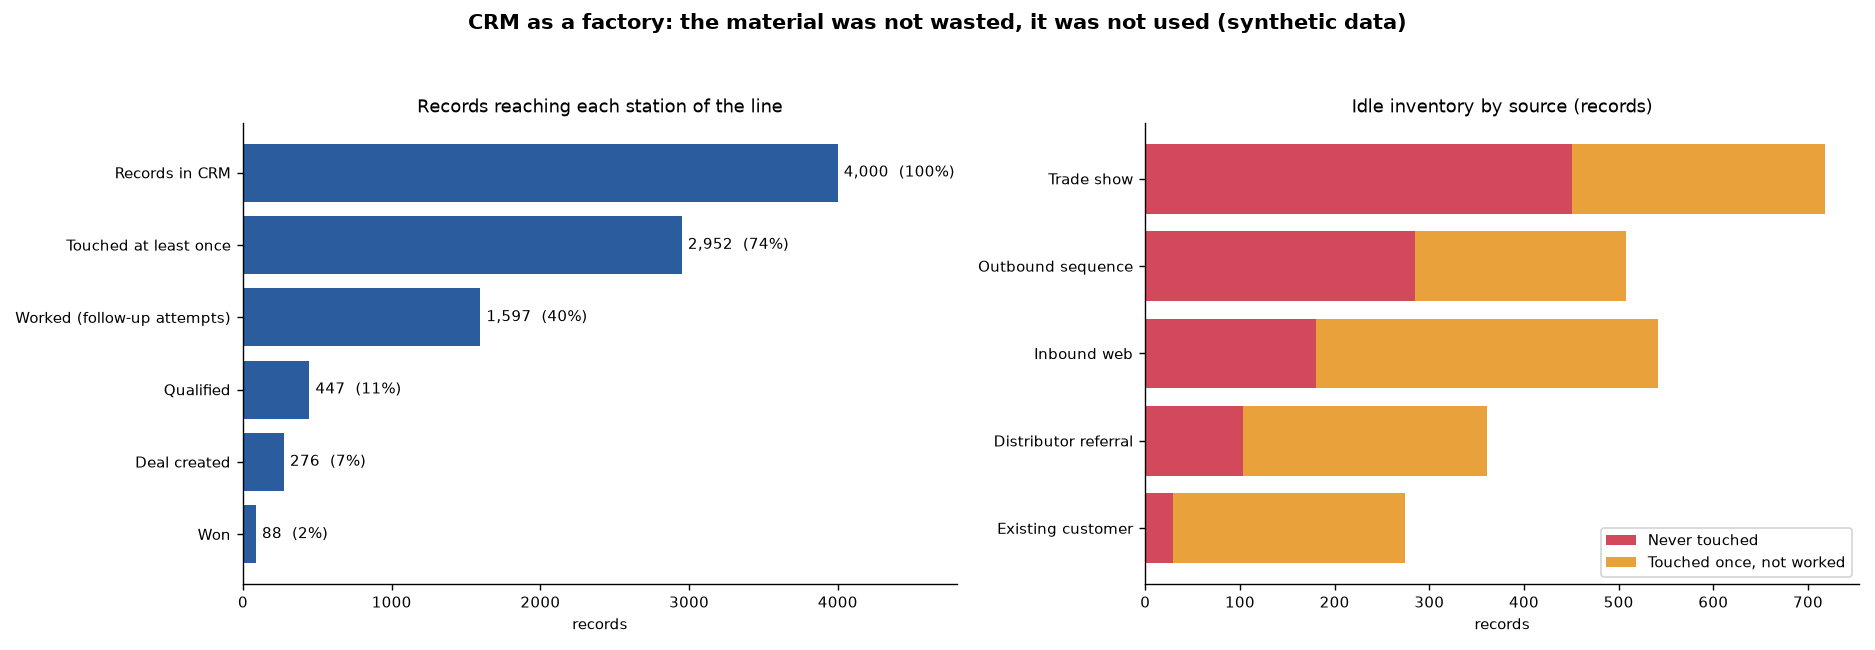 CRM as a factory: the material was not wasted, it was not used (synthetic data)
Records reaching each station of the line
Records in CRM
4,000 (100%)
Touched at least once
2,952 (74%)
Worked (follow-up attempts)
1,597 (40%)
Qualified
447 (11%)
Deal created
276 (7%)
Won
88 (2%)
0 1000 2000 3000 4000
records
Idle inventory by source (records)
Trade show
Outbound sequence
Inbound web
Distributor referral
Existing customer
Never touched
Touched once, not worked
0 100 200 300 400 500 600 700
records